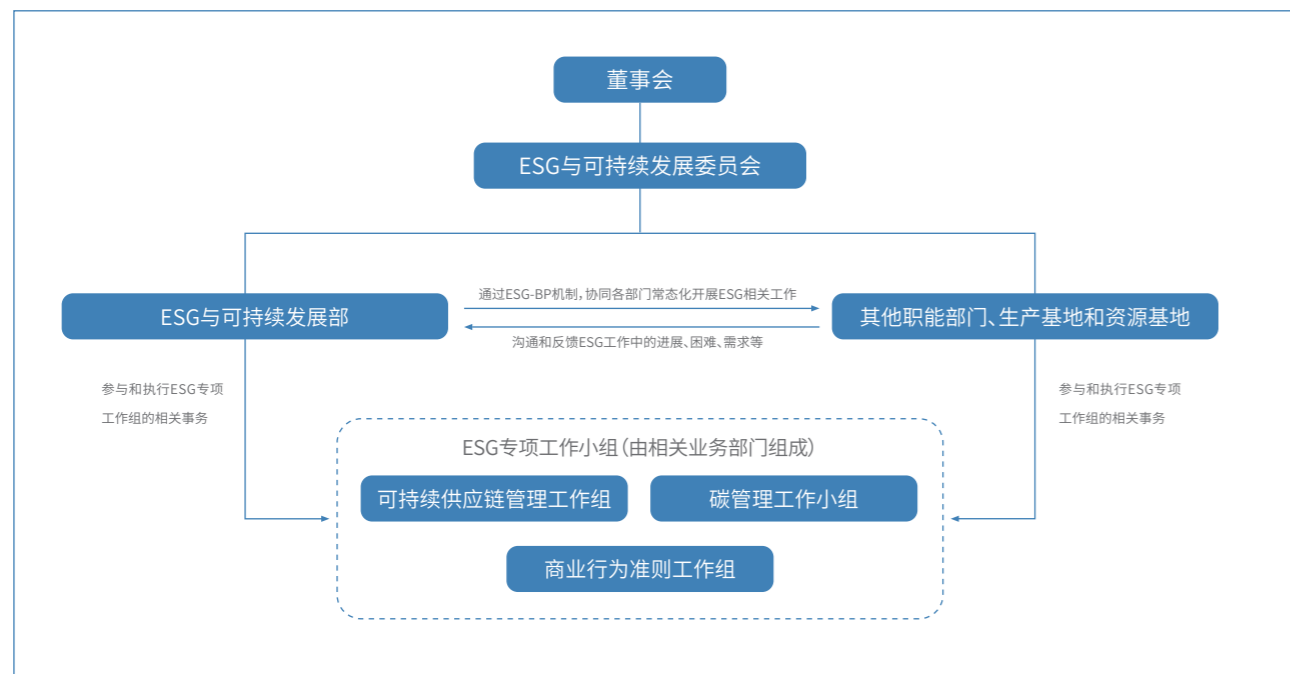 董事会
ESG与可持续发展委员会
通过ESG-BP机制，协同各部门常态化开展ESG相关工作
ESG与可持续发展部
其他职能部门、生产基地和资源基地
沟通和反馈ESG工作中的进展、困难、需求等
参与和执行ESG专项
工作组的相关事务
参与和执行ESG专项
工作组的相关事务
ESG专项工作小组（由相关业务部门组成）
可持续供应链管理工作组
碳管理工作小组
商业行为准则工作组